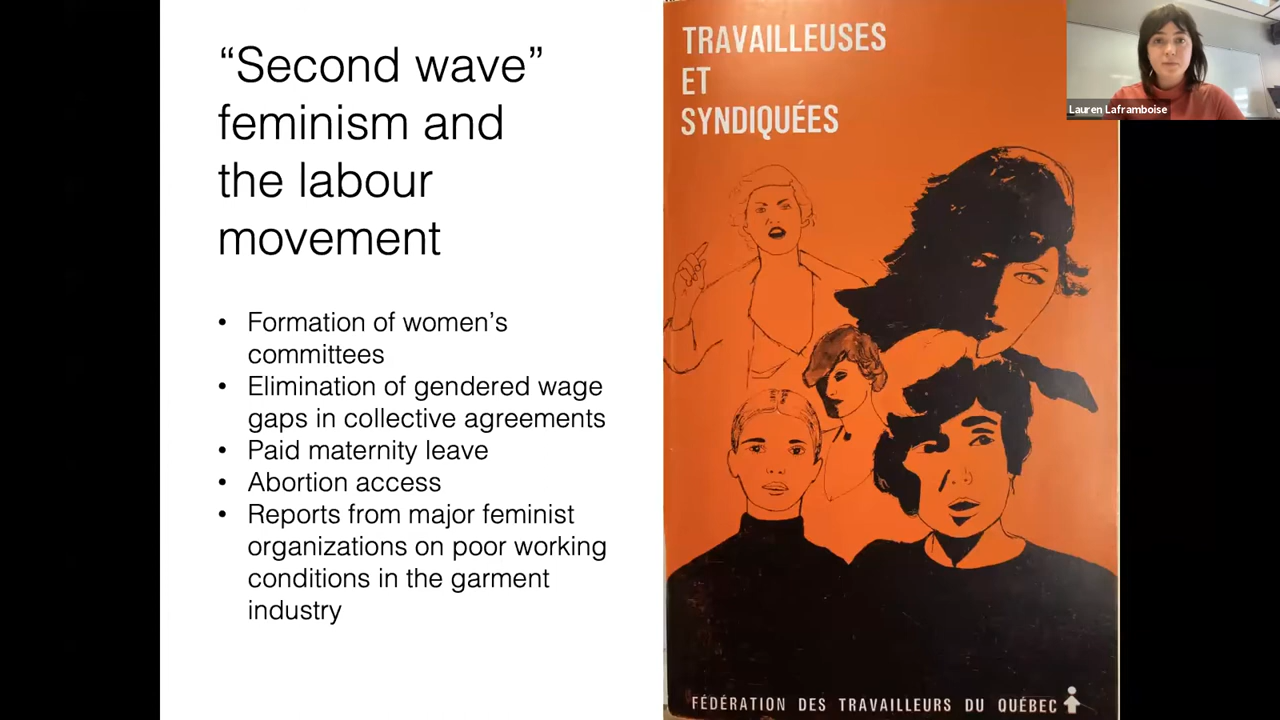 “Second wave”
feminism and
the labour
movement
• Formation of women’s
committees
• Elimination of gendered wage
gaps in collective agreements
• Paid maternity leave
• Abortion access
• Reports from major feminist
organizations on poor working
conditions in the garment
industry
TRAVAILLEUSES
ET
SYNDIQUÉES
FÉDÉRATION DES TRAVAILLEURS DU QUÉBEC
Lauren Laframboise